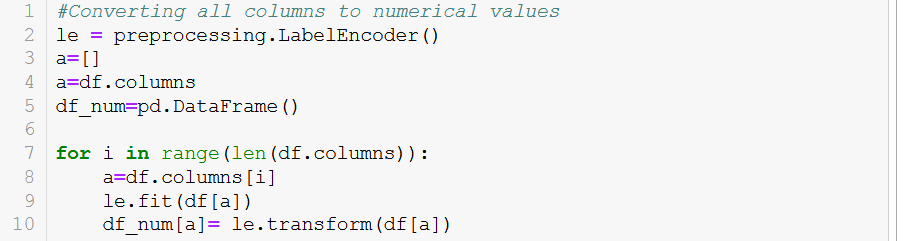 1 #Converting all columns to numerical values
2 le = preprocessing.LabelEncoder()
3 a=[]
4 a=df.columns
5 df_num=pd.DataFrame()
6
7 for i in range(len(df.columns)):
8     a=df.columns[i]
9     le.fit(df[a])
10     df_num[a]= le.transform(df[a])